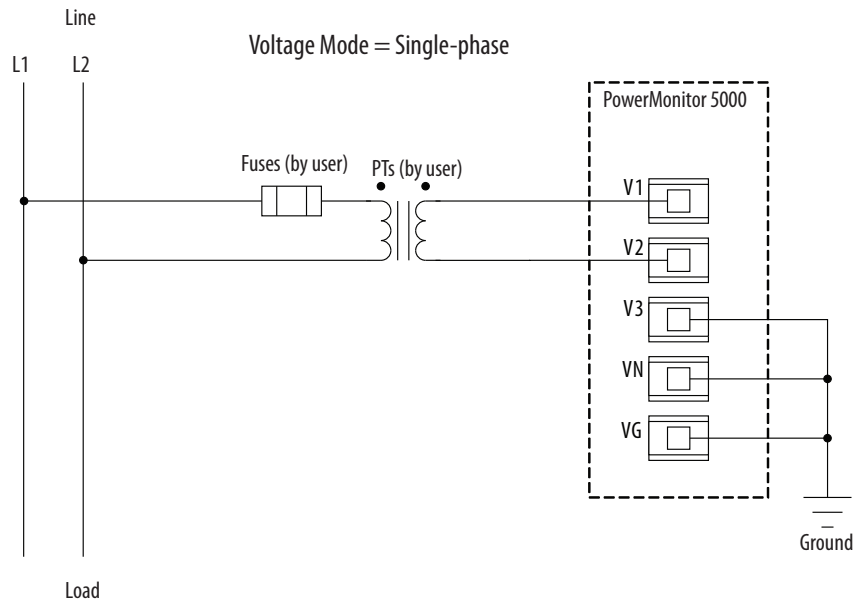 Line
Voltage Mode = Single-phase
L1
L2
PowerMonitor 5000
Fuses (by user)
PTs (by user)
V1
V2
V3
VN
VG
Ground
Load